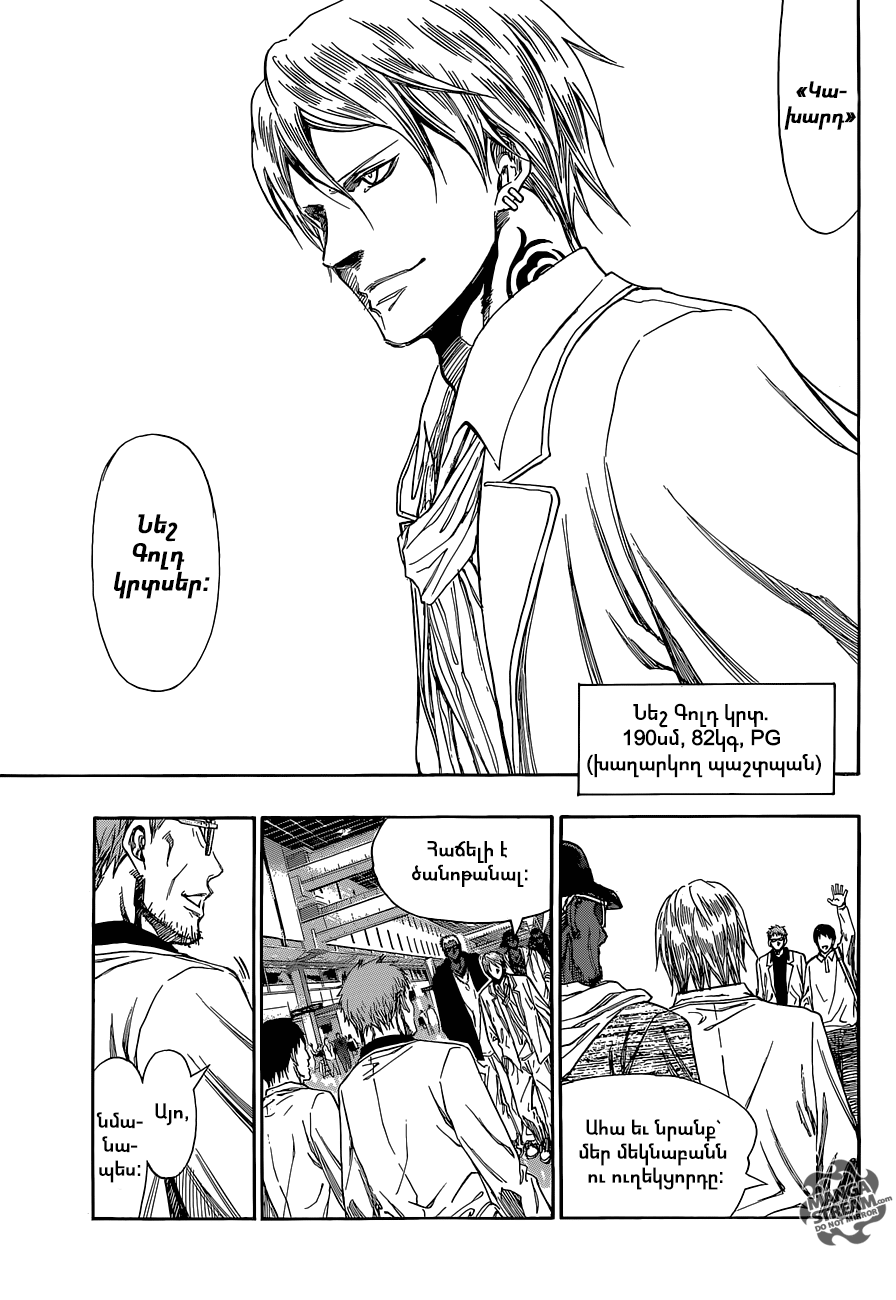 «Կա-
խարդ»
Նեշ
Գոլդ
կրտսեր:
Նեշ Գոլդ կրտ.
190սմ, 82կգ, PG
(խաղարկող պաշտպան)
Ահա եւ նրանք՝
մեր մեկնաբանն
ու ուղեկցորդը:
Հաճելի է
ծանոթանալ:
Այո,
նմա-
նա-
պես:
MANGA
STREAM.com
DO NOT MIRROR!